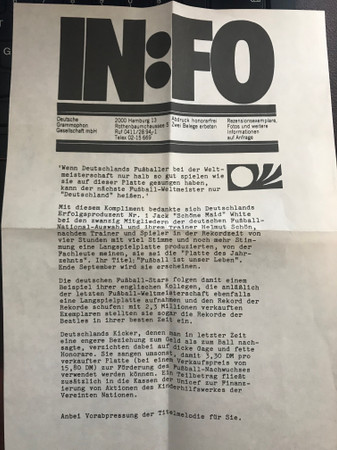 IN:FO
Deutsche
Grammophon
Gesellschaft mbH
2000 Hamburg 13
Rothenbaumchaussee 3
Ruf 0411/28 94/1
Telex 02-15 669
Abdruck honorarfrei
Zwei Belege erbeten
Rezensionsexemplare,
Fotos und weitere
Informationen
auf Anfrage
'Wenn Deutschlands Fußballer bei der Welt-
meisterschaft nur halb so gut spielen wie
sie auf dieser Platte gesungen haben,
kann der nächste Fußball-Weltmeister nur
"Deutschland" heißen.'
Mit diesem Kompliment bedankte sich Deutschlands
Erfolgsproduzent Nr. 1 Jack "Schöne Maid" White
bei den zwanzig Mitgliedern der deutschen Fußball-
National-Auswahl und ihrem Trainer Helmut Schön,
nachdem Trainer und Spieler in der Rekordzeit von
vier Stunden mit viel Stimme und noch mehr Stim-
mung eine Langspielplatte produzierten, von der
Fachleute meinen, sie sei die "Platte des Jahr-
zehnts". Ihr Titel: "Fußball ist unser Leben".
Ende September wird sie erscheinen.
Die deutschen Fußball-Stars folgen damit einem
Beispiel ihrer englischen Kollegen, die anläßlich
der letzten Fußball-Weltmeisterschaft ebenfalls
eine Langspielplatte aufnahmen und den Rekord der
Rekorde schufen: mit 2,3 Millionen verkauften
Exemplaren stellten sie sogar die Rekorde der
Beatles in ihrer besten Zeit ein.
Deutschlands Kicker, denen man in letzter Zeit
eine engere Beziehung zum Geld als zum Ball nach-
sagte, verzichten dabei auf dicke Gage und fette
Honorare. Sie sangen umsonst, damit 3,30 DM pro
verkaufter Platte (bei einem Verkaufspreis von
15,80 DM) zur Förderung des Fußball-Nachwuchses
verwendet werden können. Ein Teilbetrag fließt
zusätzlich in die Kassen der Unicef zur Finanz-
ierung von Aktionen des Kinderhilfswerkes der
Vereinten Nationen.
Anbei Vorabpressung der Titelmelodie für Sie.